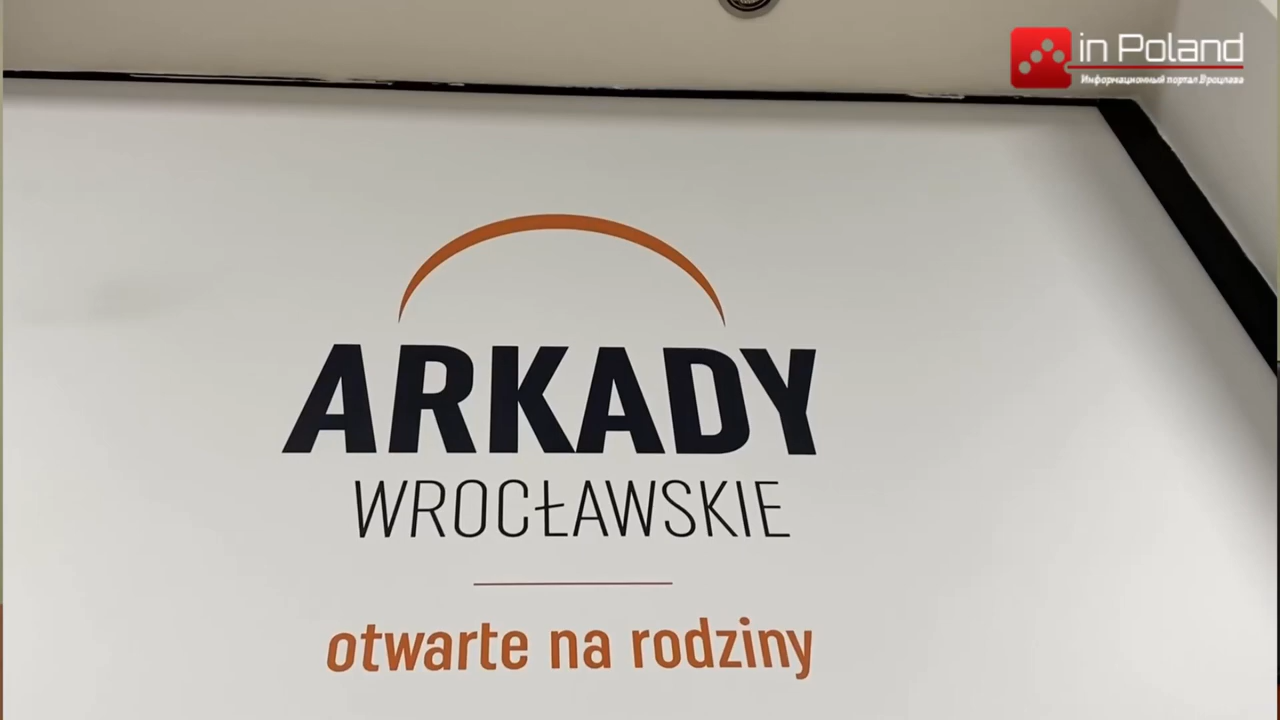 in Poland
Информационный портал Вроцлава
ARKADY
WROCŁAWSKIE
otwarte na rodziny